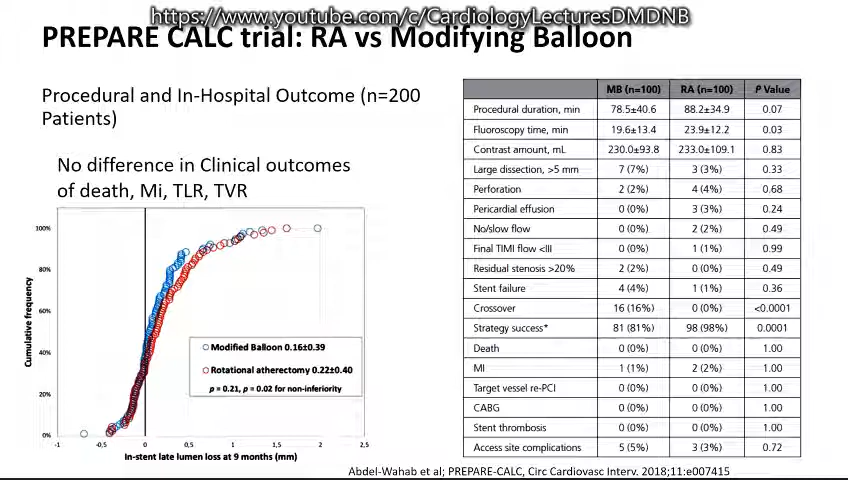 https://www.youtube.com/c/CardiologyLecturesDMDNB
PREPARE CALC trial: RA vs Modifying Balloon
Procedural and In-Hospital Outcome (n=200
Patients)
No difference in Clinical outcomes
of death, Mi, TLR, TVR
100%
80%
60%
40%
20%
0%
Cumulative frequency
Modified Balloon 0.16±0.39
Rotational atherectomy 0.22±0.40
p = 0.21, p = 0.02 for non-inferiority
-1 -0,5 0 0,5 1 1,5 2 2,5
In-stent late lumen loss at 9 months (mm)
MB (n=100) RA (n=100) P Value
Procedural duration, min 78.5±40.6 88.2±34.9 0.07
Fluoroscopy time, min 19.6±13.4 23.9±12.2 0.03
Contrast amount, mL 230.0±93.8 233.0±109.1 0.83
Large dissection, >5 mm 7 (7%) 3 (3%) 0.33
Perforation 2 (2%) 4 (4%) 0.68
Pericardial effusion 0 (0%) 3 (3%) 0.24
No/slow flow 0 (0%) 2 (2%) 0.49
Final TIMI flow <III 0 (0%) 1 (1%) 0.99
Residual stenosis >20% 2 (2%) 0 (0%) 0.49
Stent failure 4 (4%) 1 (1%) 0.36
Crossover 16 (16%) 0 (0%) <0.0001
Strategy success* 81 (81%) 98 (98%) 0.0001
Death 0 (0%) 0 (0%) 1.00
MI 1 (1%) 2 (2%) 1.00
Target vessel re-PCI 0 (0%) 0 (0%) 1.00
CABG 0 (0%) 0 (0%) 1.00
Stent thrombosis 0 (0%) 0 (0%) 1.00
Access site complications 5 (5%) 3 (3%) 0.72
Abdel-Wahab et al; PREPARE-CALC, Circ Cardiovasc Interv. 2018;11:e007415